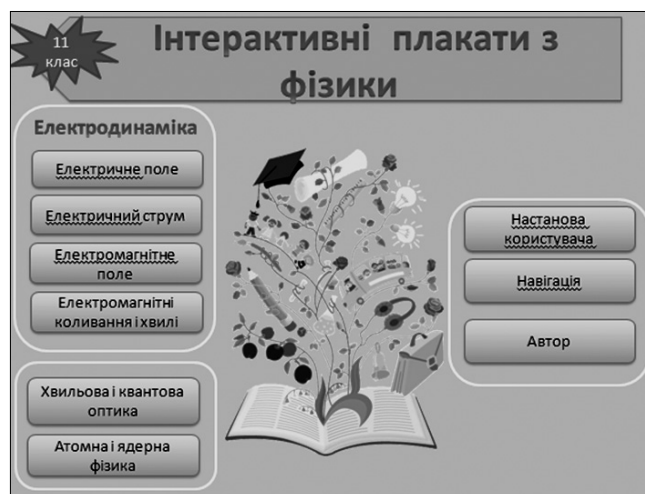 11
клас
Інтерактивні плакати з
фізики
Електродинаміка
Електричне поле
Електричний струм
Електромагнітне
поле
Електромагнітні
коливання і хвилі
Хвильова і квантова
оптика
Атомна і ядерна
фізика
Настанова
користувача
Навігація
Автор